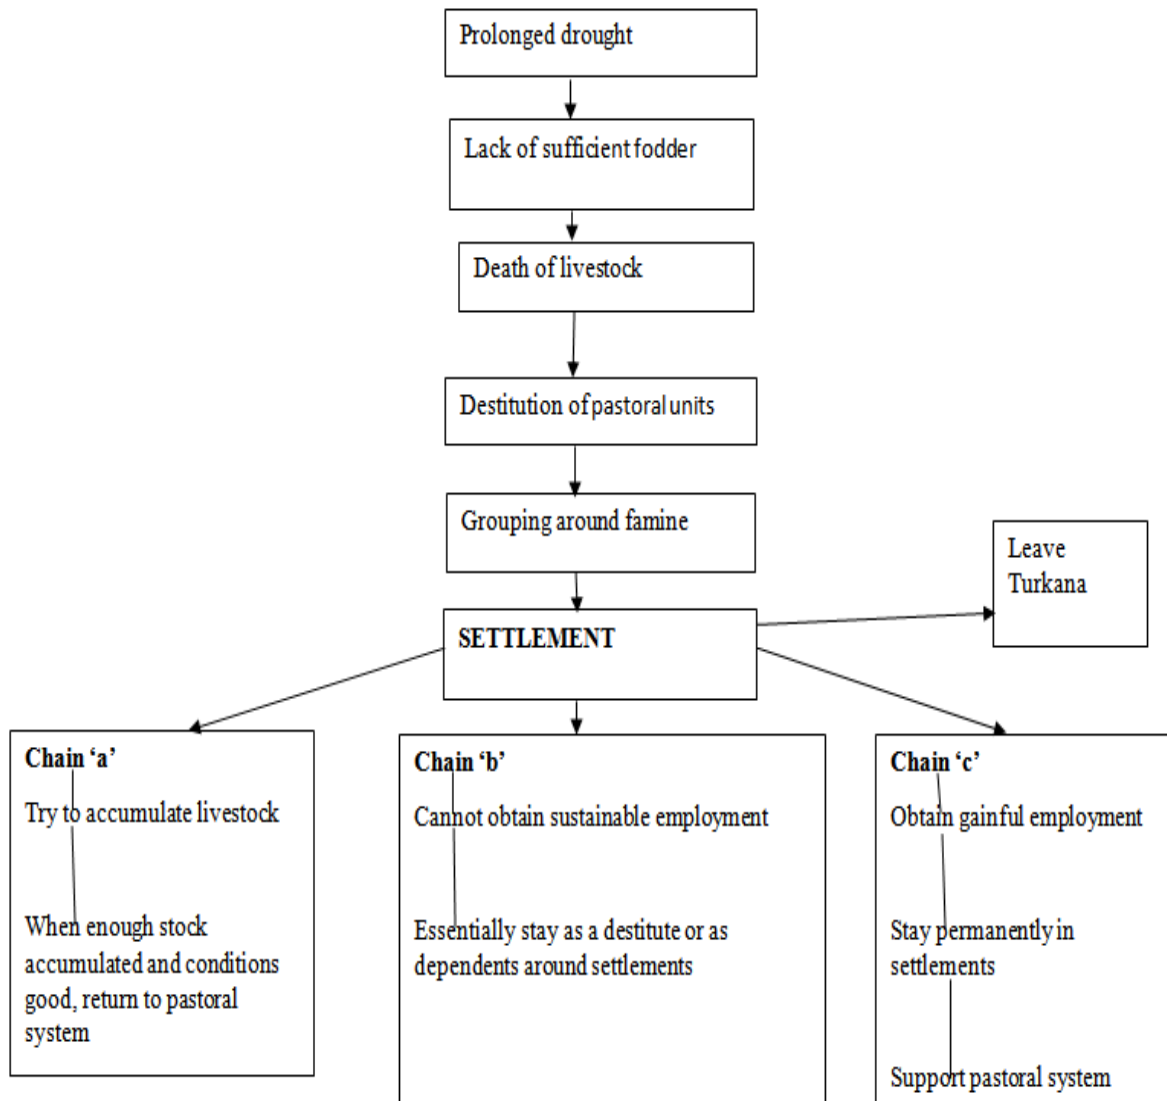 Prolonged drought
Lack of sufficient fodder
Death of livestock
Destitution of pastoral units
Grouping around famine
Leave
Turkana
SETTLEMENT
Chain ‘a’
Try to accumulate livestock
When enough stock
accumulated and conditions
good, return to pastoral
system
Chain ‘b’
Cannot obtain sustainable employment
Essentially stay as a destitute or as
dependents around settlements
Chain ‘c’
Obtain gainful employment
Stay permanently in
settlements
Support pastoral system